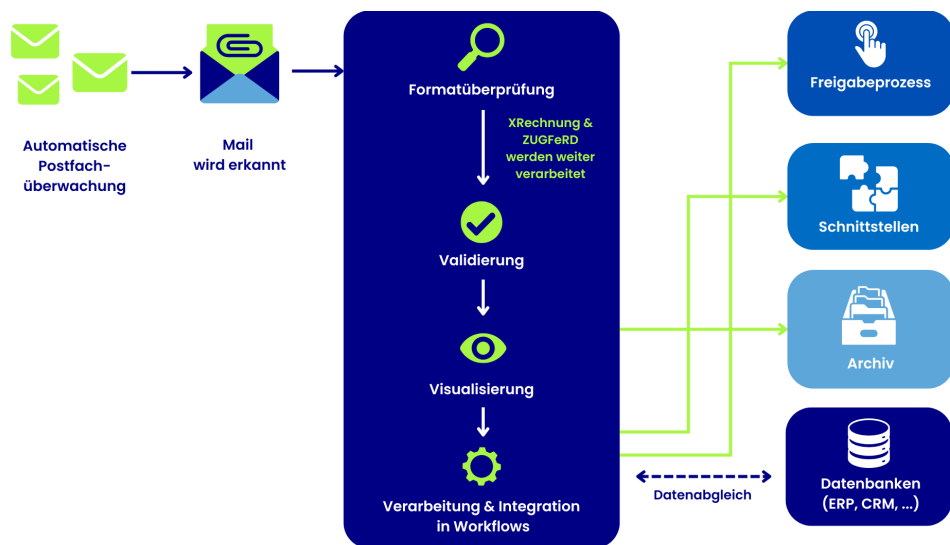 Automatische
Postfach-
überwachung
Mail
wird erkannt
Formatüberprüfung
XRechnung &
ZUGFeRD
werden weiter
verarbeitet
Validierung
Visualisierung
Verarbeitung & Integration
in Workflows
Freigabeprozess
Schnittstellen
Archiv
Datenabgleich
Datenbanken
(ERP, CRM, ...)